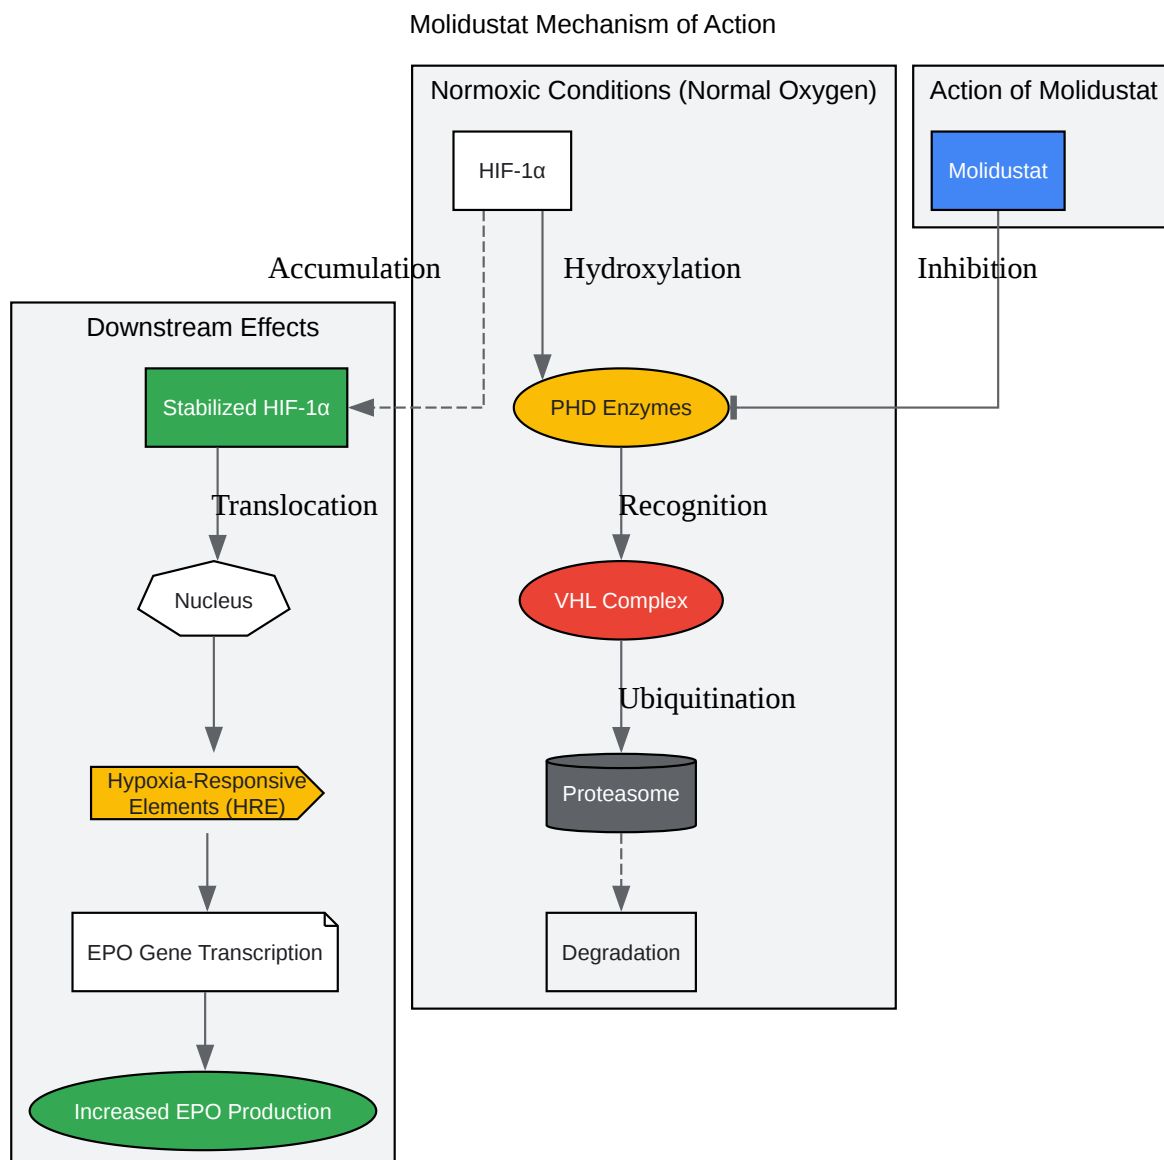 Molidustat Mechanism of Action
Normoxic Conditions (Normal Oxygen)
Action of Molidustat
HIF-1α
Molidustat
Accumulation
Hydroxylation
Inhibition
Downstream Effects
Stabilized HIF-1α
PHD Enzymes
Translocation
Recognition
Nucleus
VHL Complex
Ubiquitination
Hypoxia-Responsive
Elements (HRE)
Proteasome
EPO Gene Transcription
Degradation
Increased EPO Production